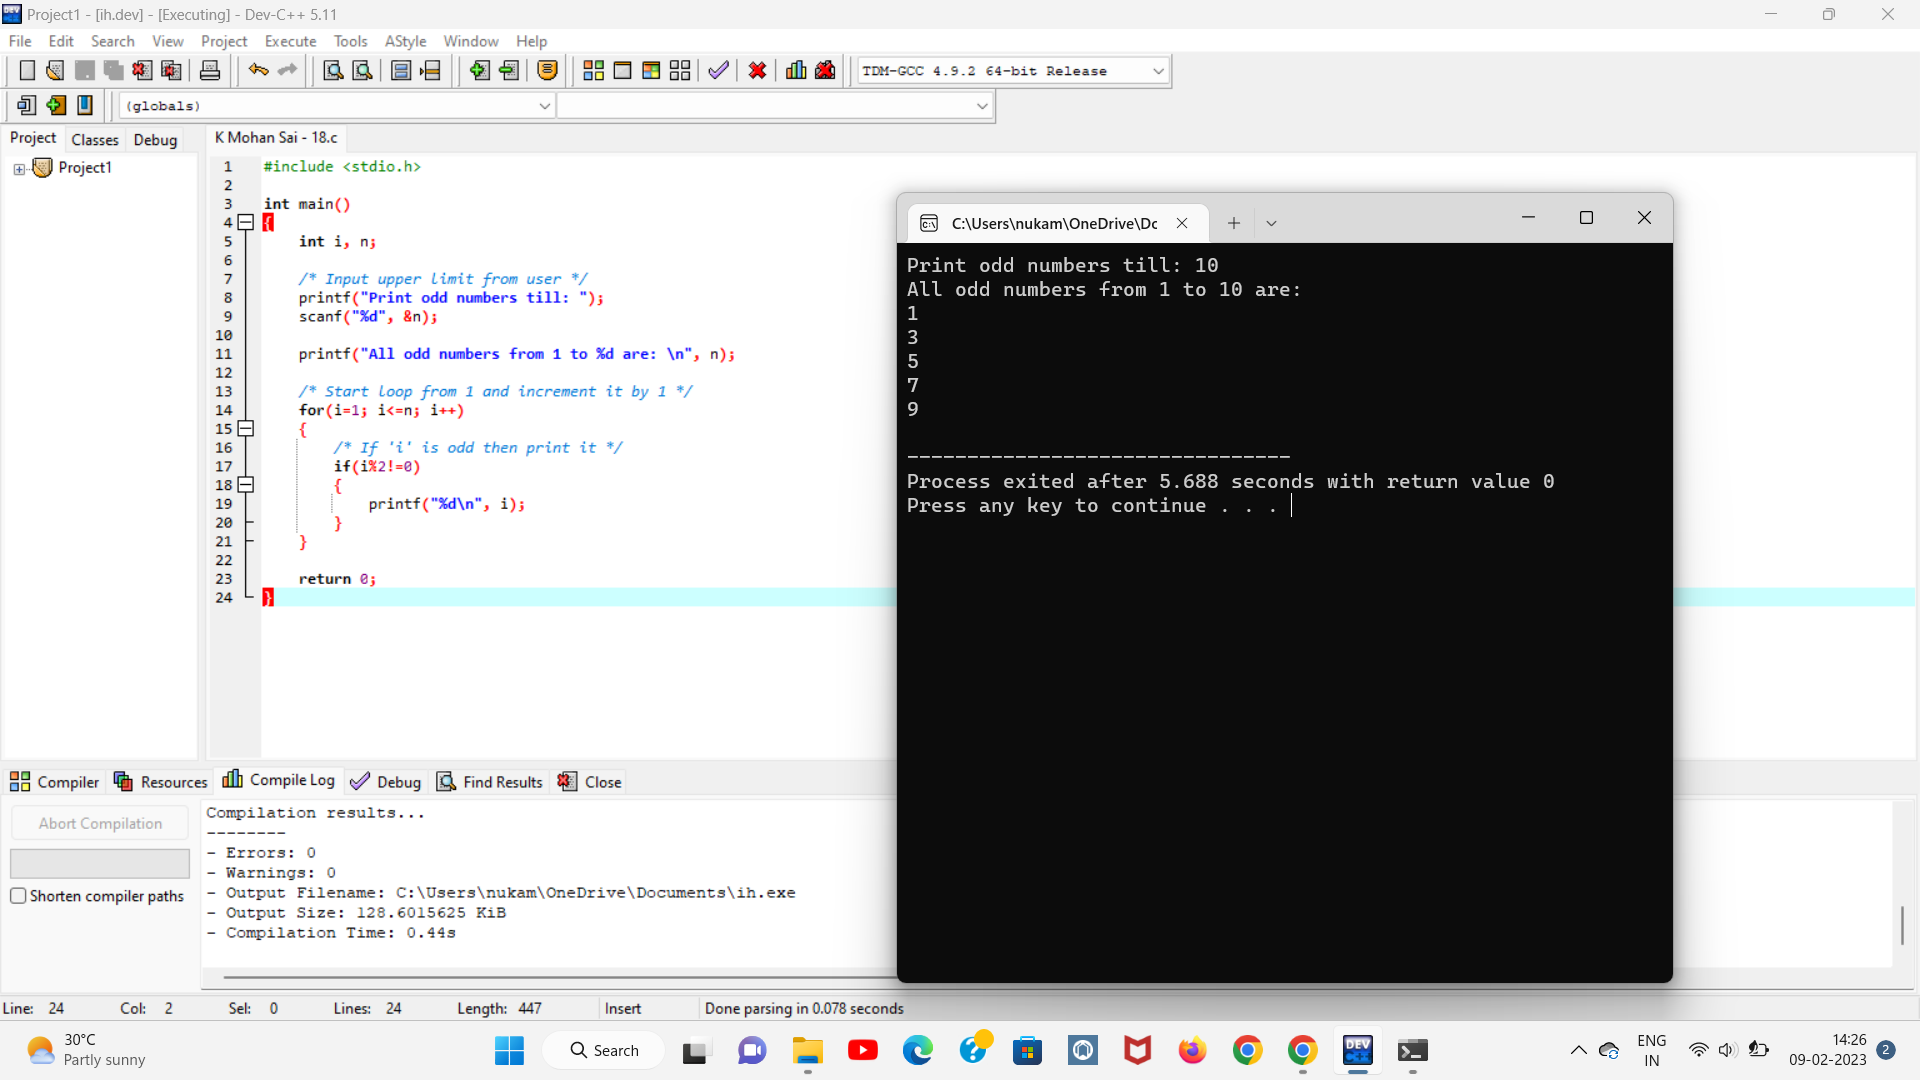 Project1 - [ih.dev] - [Executing] - Dev-C++ 5.11
File Edit Search View Project Execute Tools AStyle Window Help
TDM-GCC 4.9.2 64-bit Release
(globals)
Project Classes Debug
K Mohan Sai - 18.c
Project1
1 #include <stdio.h>
2
3 int main()
4 {
5 int i, n;
6
7 /* Input upper limit from user */
8 printf("Print odd numbers till: ");
9 scanf("%d", &n);
10
11 printf("All odd numbers from 1 to %d are: \n", n);
12
13 /* Start loop from 1 and increment it by 1 */
14 for(i=1; i<=n; i++)
15 {
16 /* If 'i' is odd then print it */
17 if(i%2!=0)
18 {
19 printf("%d\n", i);
20 }
21 }
22
23 return 0;
24 }
C:\Users\nukam\OneDrive\Dc
Print odd numbers till: 10
All odd numbers from 1 to 10 are:
1
3
5
7
9
--------------------------------
Process exited after 5.688 seconds with return value 0
Press any key to continue . . .
Compiler Resources Compile Log Debug Find Results Close
Abort Compilation
Shorten compiler paths
Compilation results...
--------
- Errors: 0
- Warnings: 0
- Output Filename: C:\Users\nukam\OneDrive\Documents\ih.exe
- Output Size: 128.6015625 KiB
- Compilation Time: 0.44s
Line: 24 Col: 2 Sel: 0 Lines: 24 Length: 447 Insert Done parsing in 0.078 seconds
30°C
Partly sunny
Search
DEV
ENG
IN
14:26
09-02-2023
2